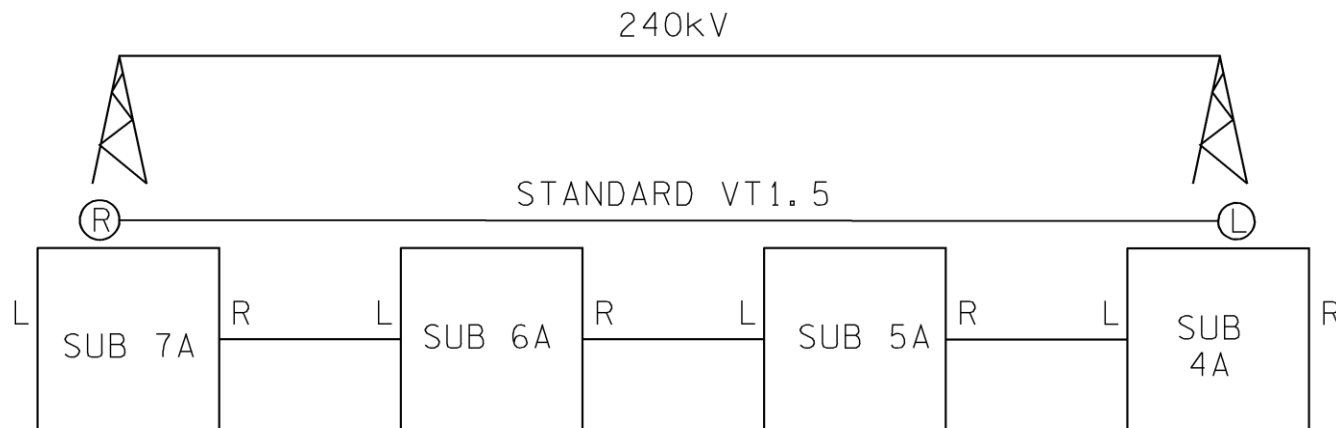 240kV
STANDARD VT1.5
R L
L R L R L R L R
SUB 7A SUB 6A SUB 5A SUB
4A